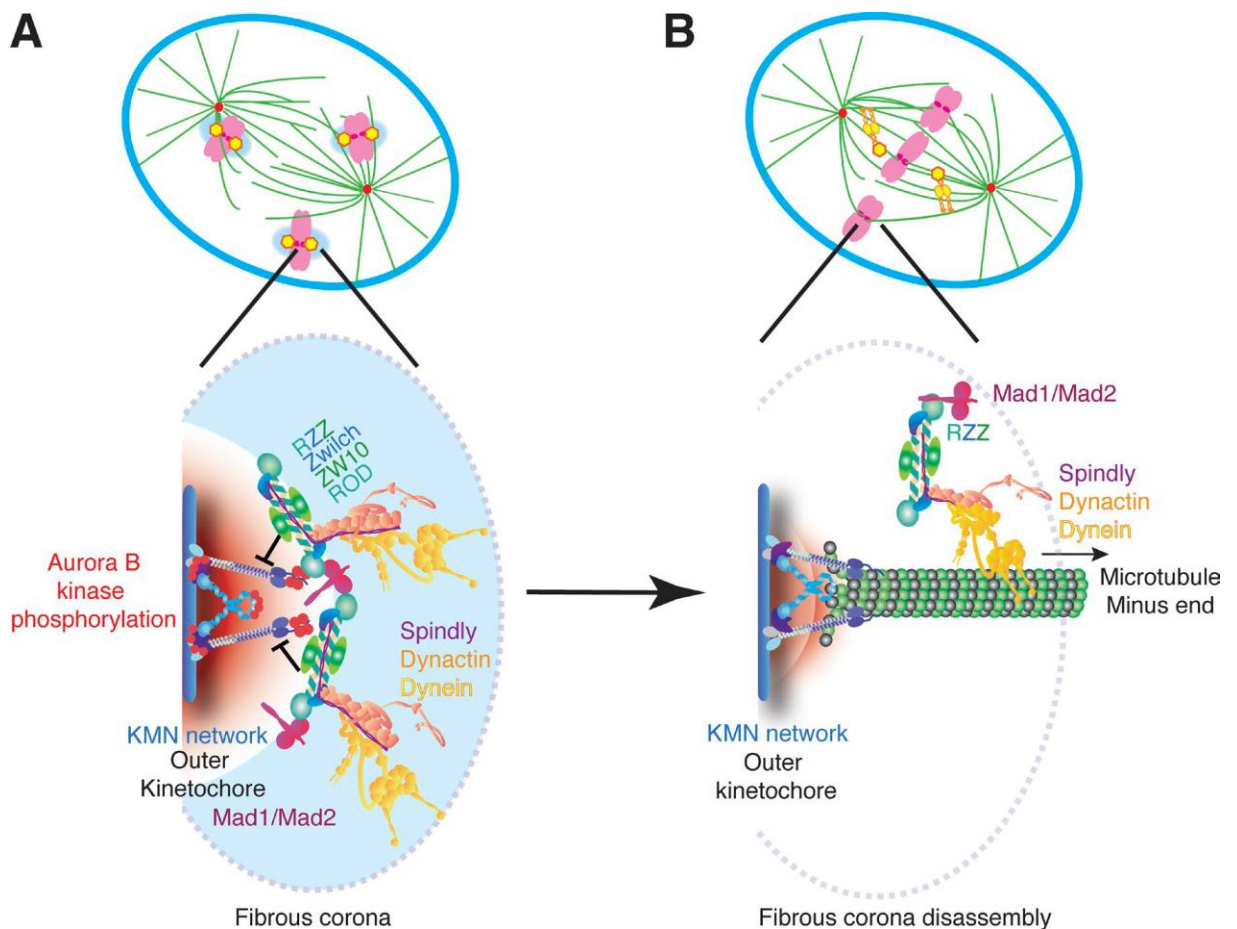 A
RZZ
Zwilch
ZW10
ROD
Aurora B
kinase
phosphorylation
Spindly
Dynactin
Dynein
KMN network
Outer
Kinetochore
Mad1/Mad2
Fibrous corona
B
Mad1/Mad2
RZZ
Spindly
Dynactin
Dynein
Microtubule
Minus end
KMN network
Outer
kinetochore
Fibrous corona disassembly